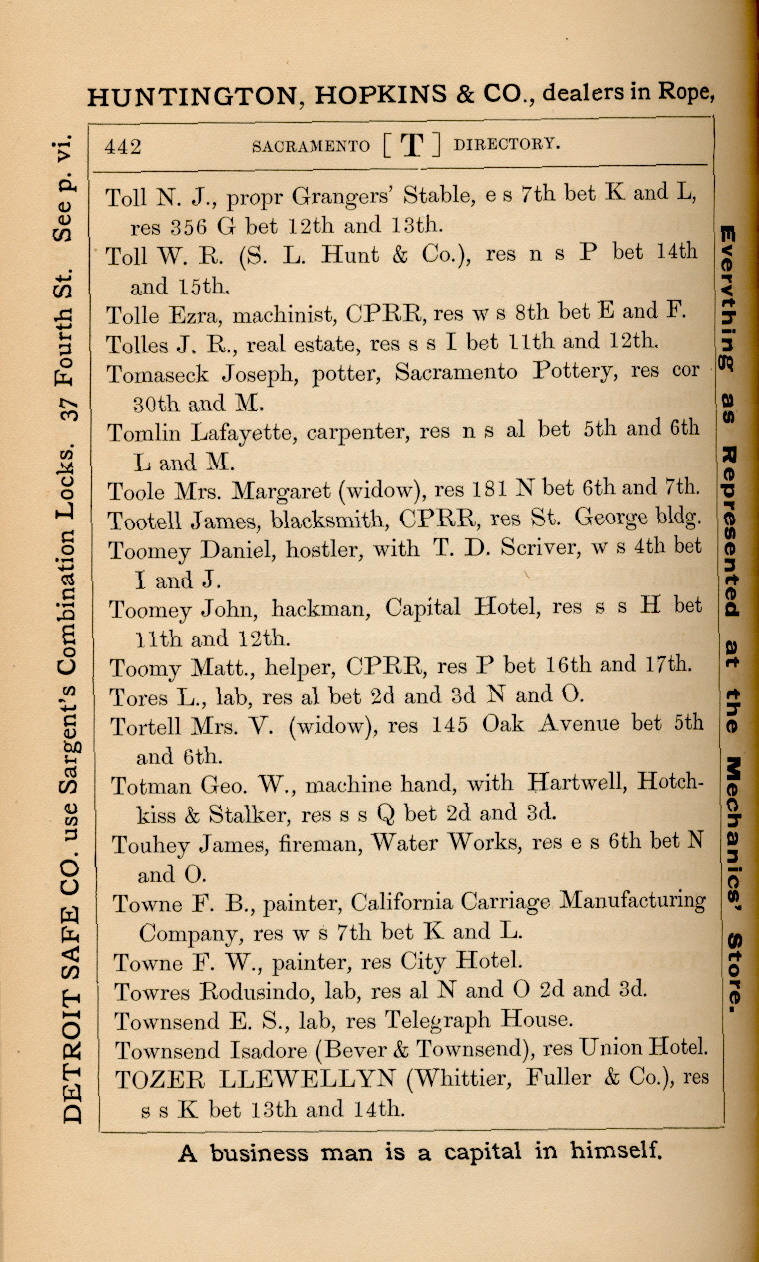 HUNTINGTON, HOPKINS & CO., dealers in Rope,
442 SACRAMENTO [ T ] DIRECTORY.
Toll N. J., propr Grangers' Stable, e s 7th bet K and L,
res 356 G bet 12th and 13th.
Toll W. R. (S. L. Hunt & Co.), res n s P bet 14th
and 15th.
Tolle Ezra, machinist, CPRR, res w s 8th bet E and F.
Tolles J. R., real estate, res s s I bet 11th and 12th.
Tomaseck Joseph, potter, Sacramento Pottery, res cor
30th and M.
Tomlin Lafayette, carpenter, res n s al bet 5th and 6th
L and M.
Toole Mrs. Margaret (widow), res 181 N bet 6th and 7th.
Tootell James, blacksmith, CPRR, res St. George bldg.
Toomey Daniel, hostler, with T. D. Scriver, w s 4th bet
I and J.
Toomey John, hackman, Capital Hotel, res s s H bet
11th and 12th.
Toomy Matt., helper, CPRR, res P bet 16th and 17th.
Tores L., lab, res al bet 2d and 3d N and O.
Tortell Mrs. V. (widow), res 145 Oak Avenue bet 5th
and 6th.
Totman Geo. W., machine hand, with Hartwell, Hotch-
kiss & Stalker, res s s Q bet 2d and 3d.
Touhey James, fireman, Water Works, res e s 6th bet N
and O.
Towne F. B., painter, California Carriage Manufacturing
Company, res w s 7th bet K and L.
Towne F. W., painter, res City Hotel.
Towres Rodusindo, lab, res al N and O 2d and 3d.
Townsend E. S., lab, res Telegraph House.
Townsend Isadore (Bever & Townsend), res Union Hotel.
TOZER LLEWELLYN (Whittier, Fuller & Co.), res
s s K bet 13th and 14th.
A business man is a capital in himself.
DETROIT SAFE CO. use Sargent's Combination Locks. 37 Fourth St. See p. vi.
Everything as Represented at the Mechanics' Store.